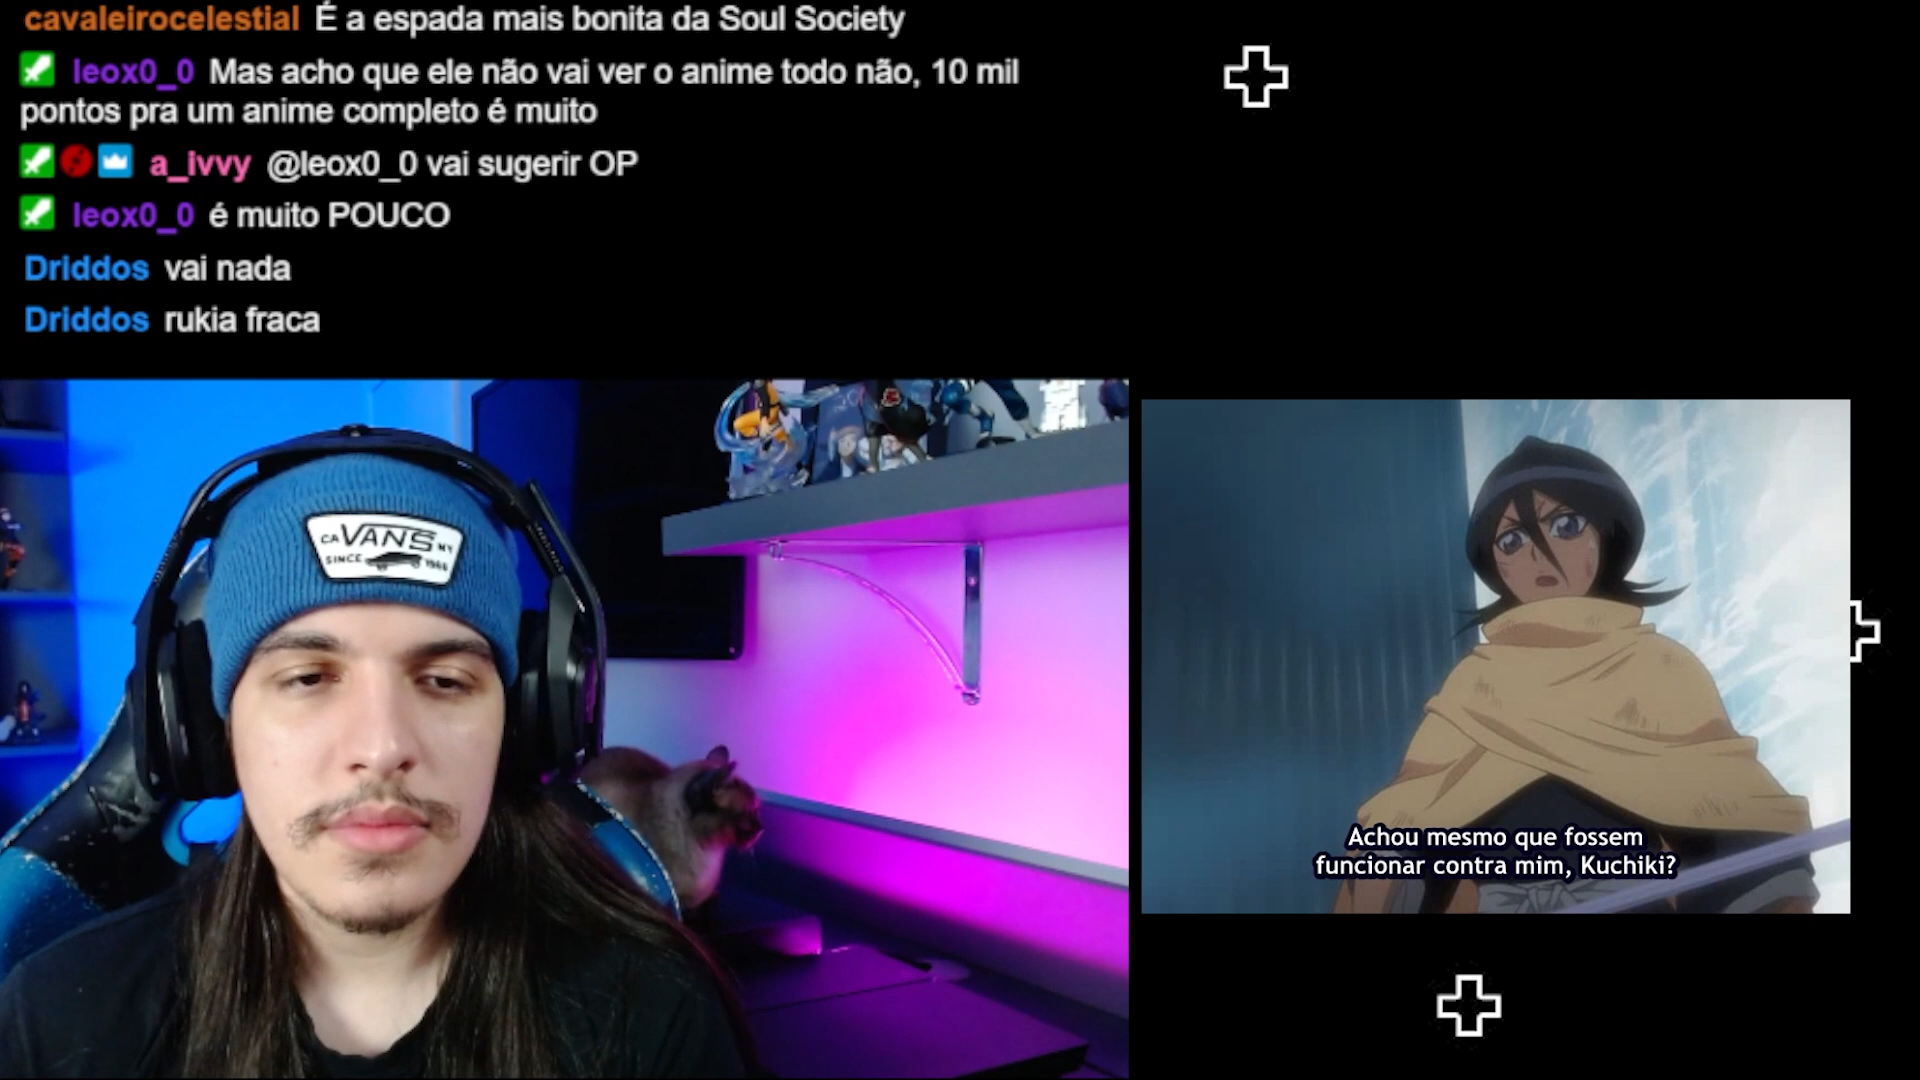 cavaleirocelestial É a espada mais bonita da Soul Society
leox0_0 Mas acho que ele não vai ver o anime todo não, 10 mil
pontos pra um anime completo é muito
a_ivvy @leox0_0 vai sugerir OP
leox0_0 é muito POUCO
Driddos vai nada
Driddos rukia fraca
CA VANS NY
SINCE 1966
Achou mesmo que fossem
funcionar contra mim, Kuchiki?